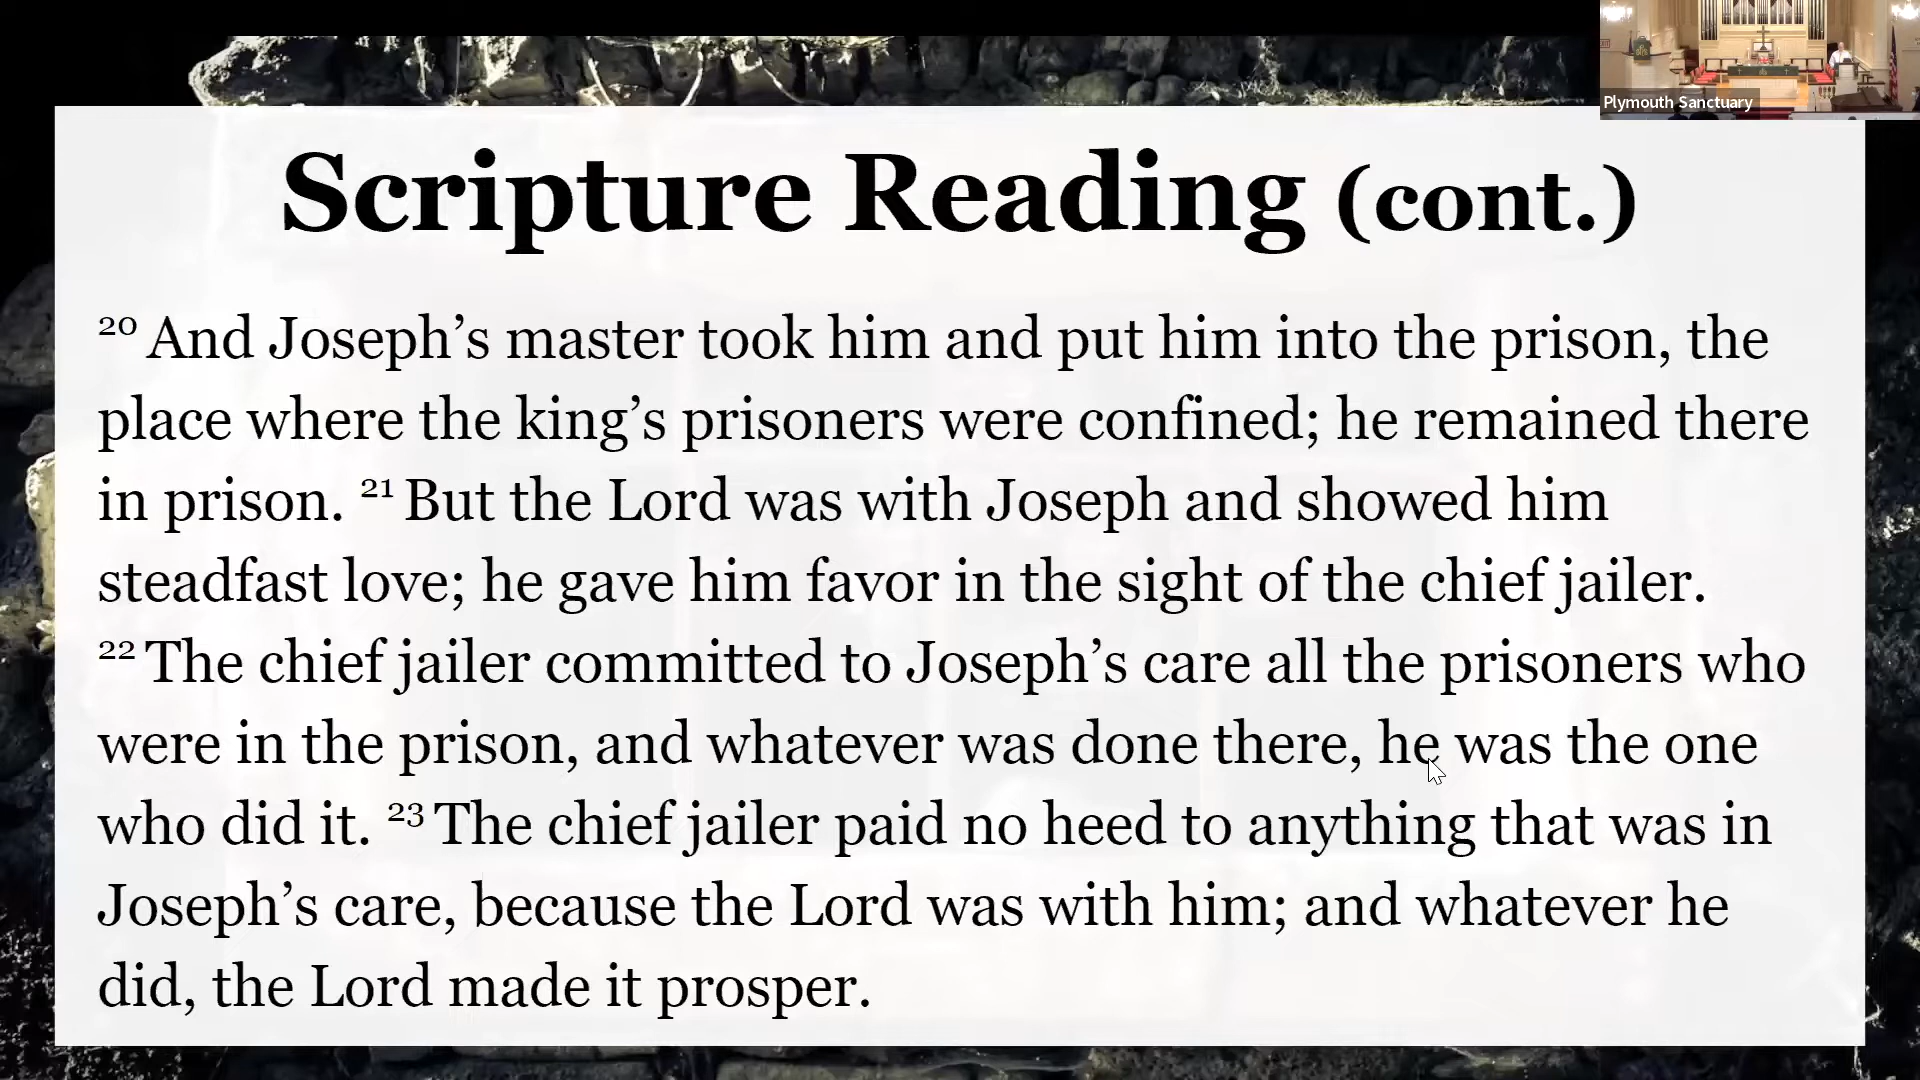 Plymouth Sanctuary
Scripture Reading (cont.)
20 And Joseph’s master took him and put him into the prison, the
place where the king’s prisoners were confined; he remained there
in prison. 21 But the Lord was with Joseph and showed him
steadfast love; he gave him favor in the sight of the chief jailer.
22 The chief jailer committed to Joseph’s care all the prisoners who
were in the prison, and whatever was done there, he was the one
who did it. 23 The chief jailer paid no heed to anything that was in
Joseph’s care, because the Lord was with him; and whatever he
did, the Lord made it prosper.